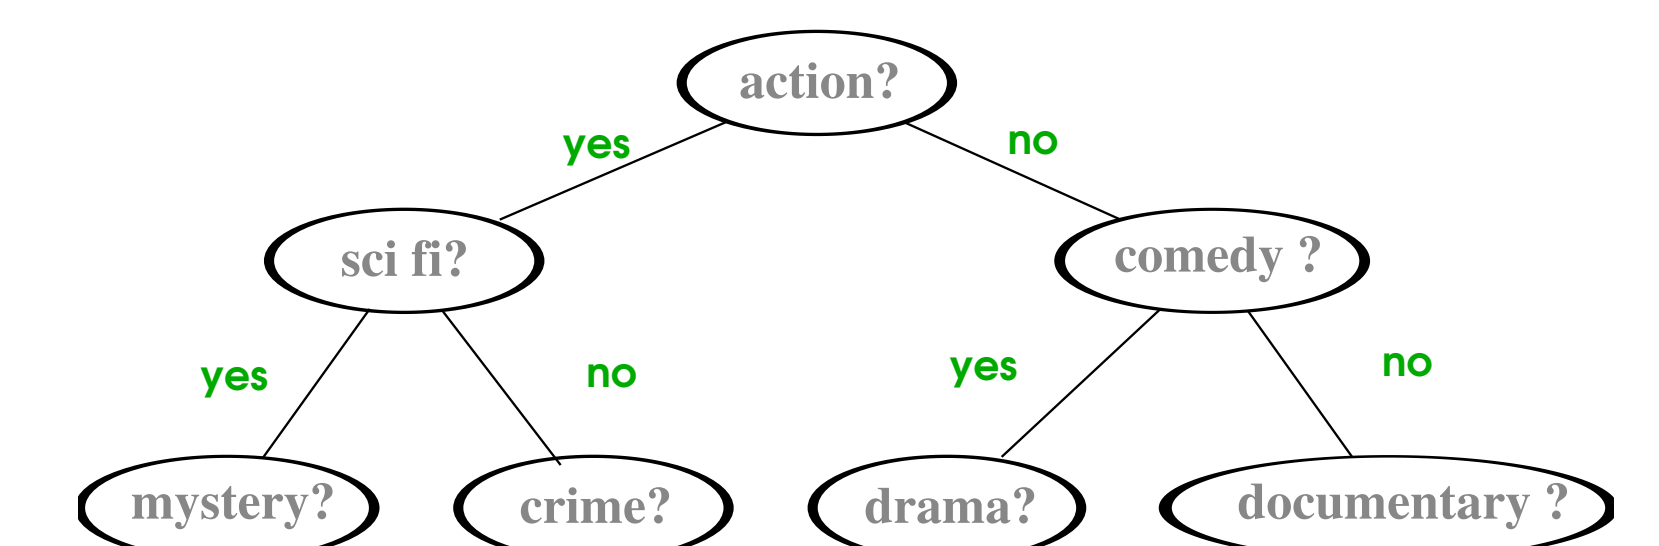 action?
yes
no
sci fi?
comedy ?
yes
no
yes
no
mystery?
crime?
drama?
documentary ?